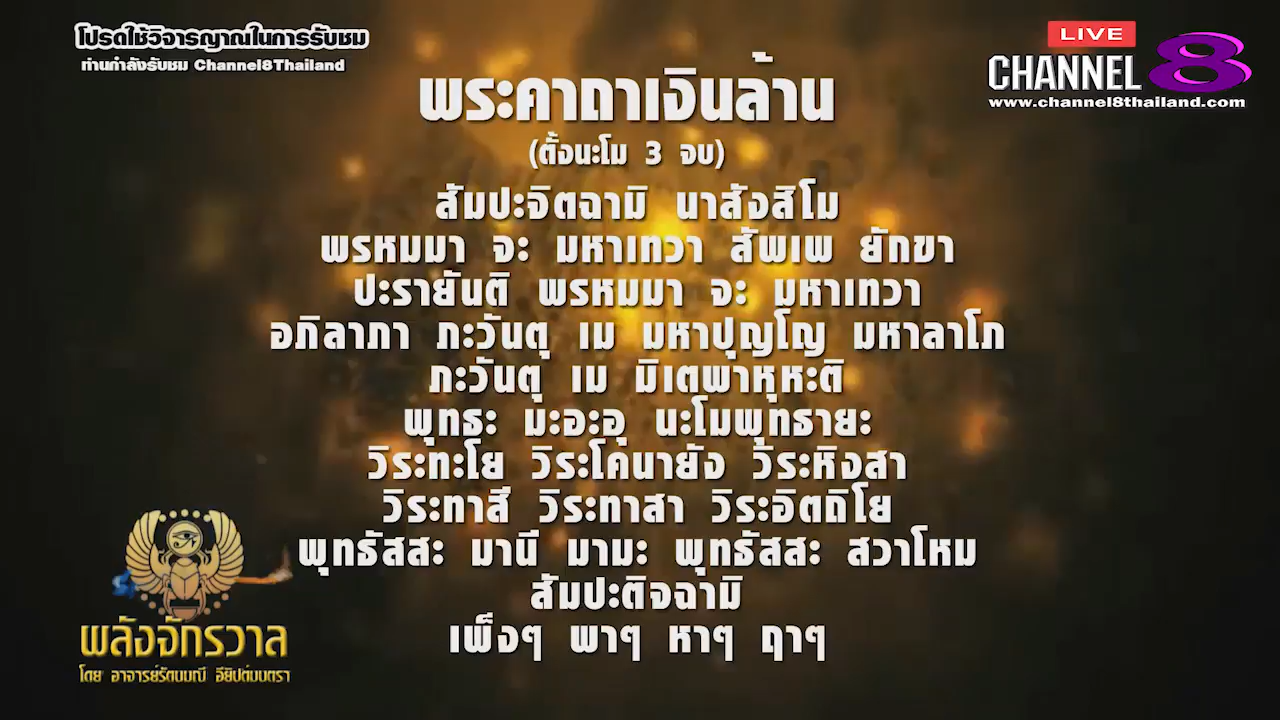 โปรดใช้วิจารญาณในการรับชม
ท่านกำลังรับชม Channel8Thailand
LIVE
CHANNEL 8
www.channel8thailand.com
พระคาถาเงินล้าน
(ตั้งนะโม 3 จบ)
สัมปะจิตฉามิ นาสังสิโม
พรหมมา จะ มหาเทวา สัพเพ ยักขา
ปะรายันติ พรหมมา จะ มหาเทวา
อภิลาภา ภะวันตุ เม มหาปุญโญ มหาลาโภ
ภะวันตุ เม มิเตพาหุหะติ
พุทธะ มะอะอุ นะโมพุทธายะ
วิระทะโย วิระโคนายัง วิระหิงสา
วิระทาสี วิระทาสา วิระอิตถิโย
พุทธัสสะ มานี มามะ พุทธัสสะ สวาโหม
สัมปะติจฉามิ
เพ็งๆ พาๆ หาๆ ฤาๆ
พลังจักรวาล
โดย อาจารย์รัตนมณี อียิปต์มนตรา